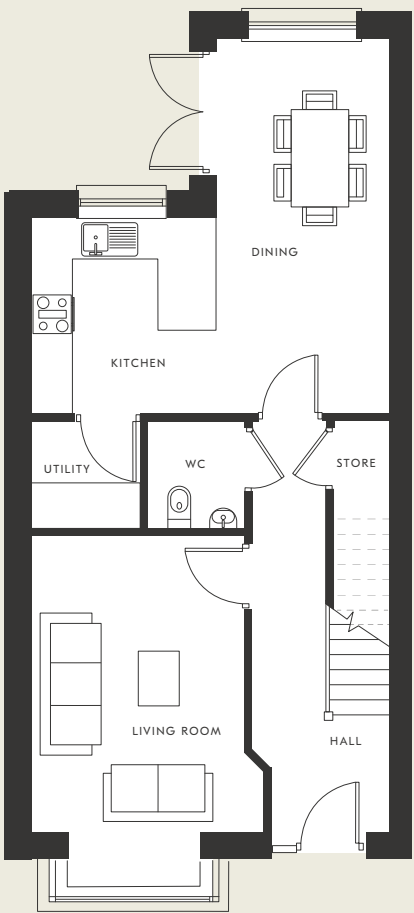 DINING
KITCHEN
UTILITY
WC
STORE
LIVING ROOM
HALL